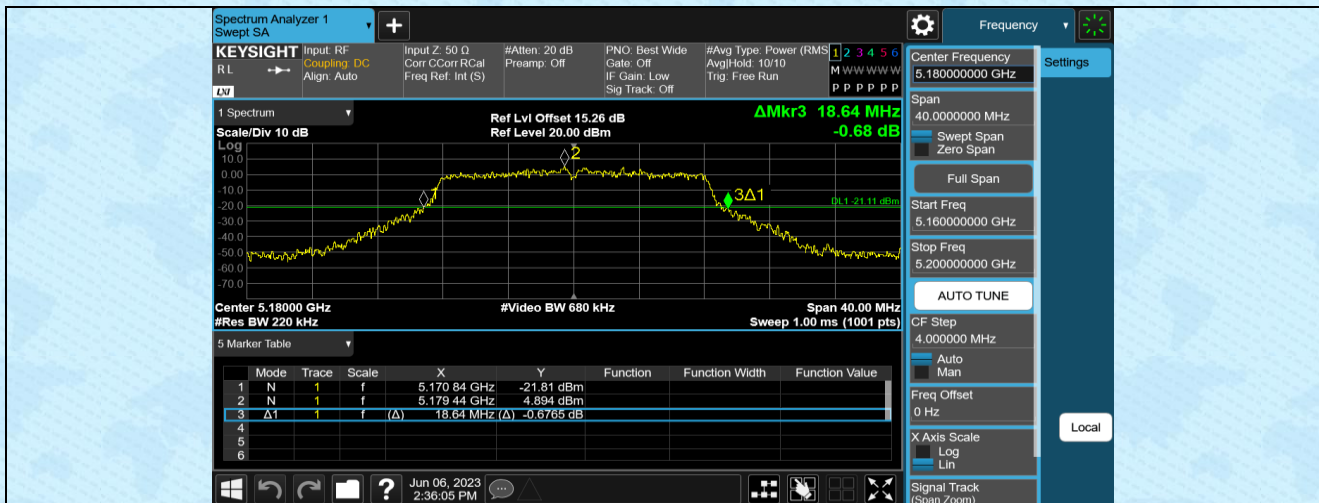 Spectrum Analyzer 1
Swept SA
+
Frequency
KEYSIGHT
RL
LXI
Input: RF
Coupling: DC
Align: Auto
Input Z: 50 Ω
Corr CCorr RCal
Freq Ref: Int (S)
#Atten: 20 dB
Preamp: Off
PNO: Best Wide
Gate: Off
IF Gain: Low
Sig Track: Off
#Avg Type: Power (RMS
Avg|Hold: 10/10
Trig: Free Run
1 2 3 4 5 6
M W W W W W
P P P P P P
1 Spectrum
Scale/Div 10 dB
Ref Lvl Offset 15.26 dB
Ref Level 20.00 dBm
ΔMkr3 18.64 MHz
-0.68 dB
Log
10.0
0.00
-10.0
-20.0
-30.0
-40.0
-50.0
-60.0
-70.0
1
2
3Δ1
DL1 -21.11 dBm
Center 5.18000 GHz
#Video BW 680 kHz
Span 40.00 MHz
#Res BW 220 kHz
Sweep 1.00 ms (1001 pts)
5 Marker Table
Mode Trace Scale X Y Function Function Width Function Value
1 N 1 f 5.170 84 GHz -21.81 dBm
2 N 1 f 5.179 44 GHz 4.894 dBm
3 Δ1 1 f (Δ) 18.64 MHz (Δ) -0.6765 dB
4
5
6
?
Jun 06, 2023
2:36:05 PM
Center Frequency
5.180000000 GHz
Span
40.0000000 MHz
Swept Span
Zero Span
Full Span
Start Freq
5.160000000 GHz
Stop Freq
5.200000000 GHz
AUTO TUNE
CF Step
4.000000 MHz
Auto
Man
Freq Offset
0 Hz
X Axis Scale
Log
Lin
Signal Track
(Span Zoom)
Settings
Local